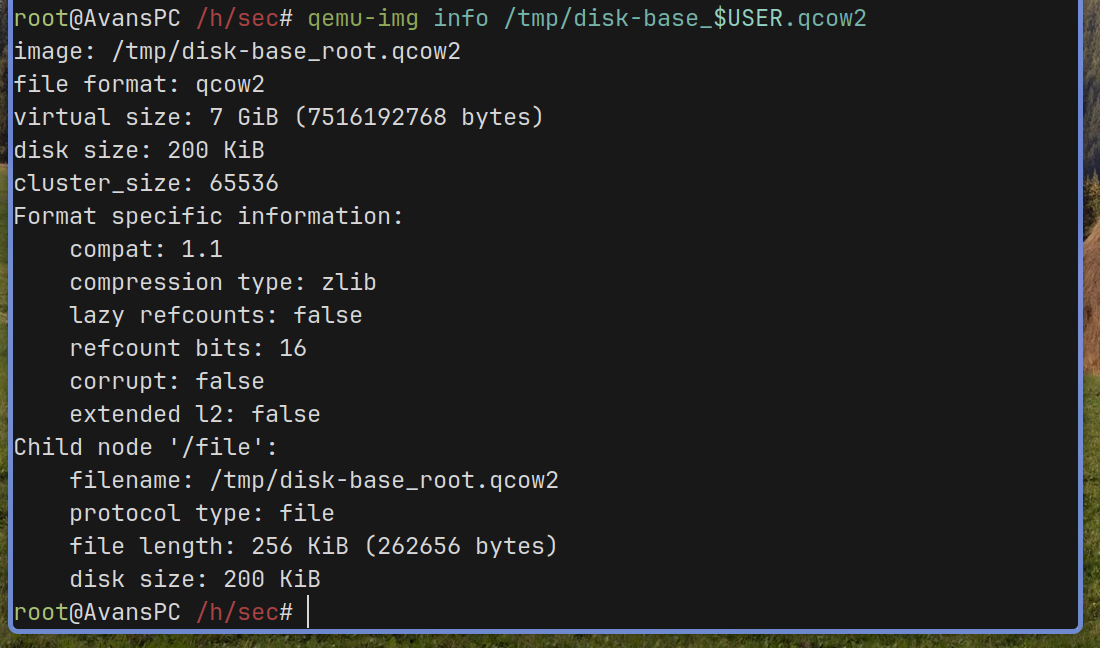 root@AvansPC /h/sec# qemu-img info /tmp/disk-base_$USER.qcow2
image: /tmp/disk-base_root.qcow2
file format: qcow2
virtual size: 7 GiB (7516192768 bytes)
disk size: 200 KiB
cluster_size: 65536
Format specific information:
    compat: 1.1
    compression type: zlib
    lazy refcounts: false
    refcount bits: 16
    corrupt: false
    extended l2: false
Child node '/file':
    filename: /tmp/disk-base_root.qcow2
    protocol type: file
    file length: 256 KiB (262656 bytes)
    disk size: 200 KiB
root@AvansPC /h/sec#